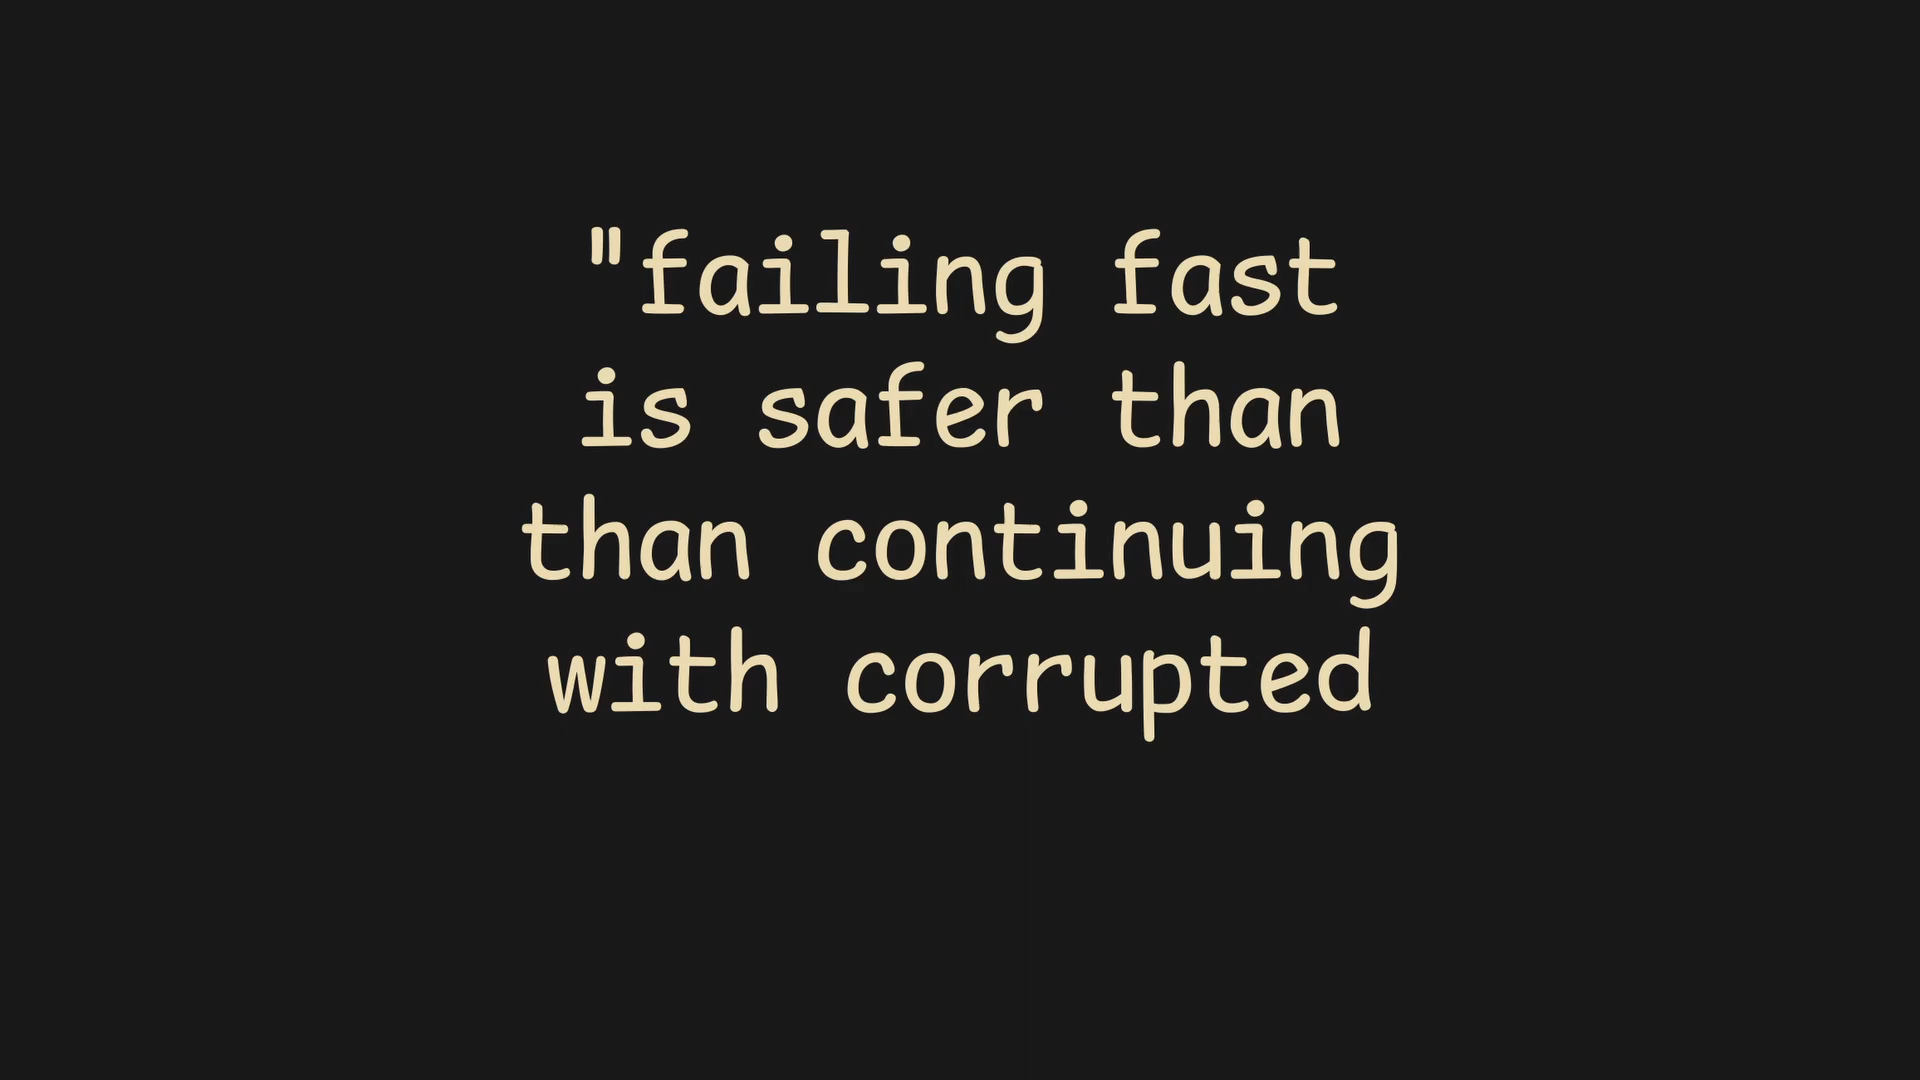 "failing fast
is safer than
than continuing
with corrupted